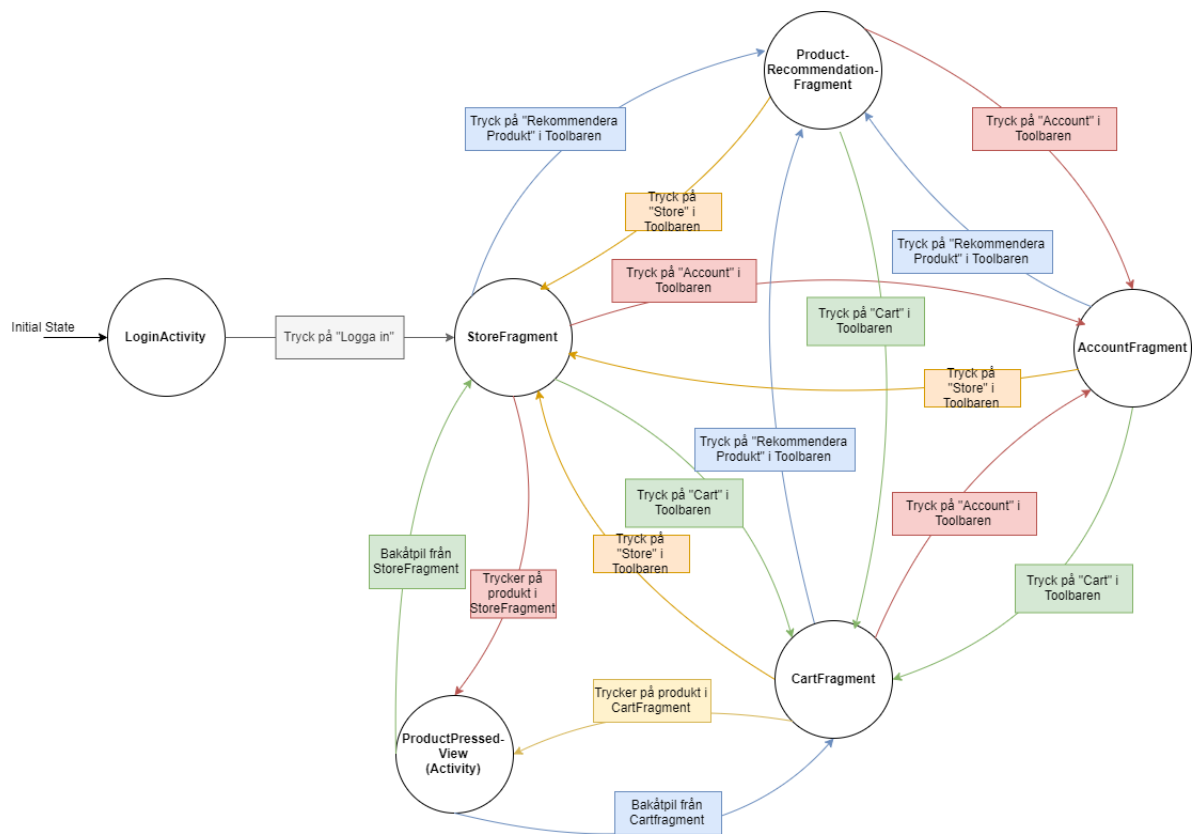 Product-
Recommendation-
Fragment
Tryck på "Rekommendera
Produkt" i Toolbaren
Tryck på "Account" i
Toolbaren
Tryck på
"Store" i
Toolbaren
Tryck på "Rekommendera
Produkt" i Toolbaren
Tryck på "Account" i
Toolbaren
Tryck på "Cart" i
Toolbaren
Initial State
LoginActivity
Tryck på "Logga in"
StoreFragment
AccountFragment
Tryck på
"Store" i
Toolbaren
Tryck på "Rekommendera
Produkt" i Toolbaren
Tryck på "Cart" i
Toolbaren
Tryck på "Account" i
Toolbaren
Tryck på
"Store" i
Toolbaren
Bakåtpil från
StoreFragment
Trycker på
produkt i
StoreFragment
Tryck på "Cart" i
Toolbaren
CartFragment
Trycker på produkt i
CartFragment
ProductPressed-
View
(Activity)
Bakåtpil från
Cartfragment